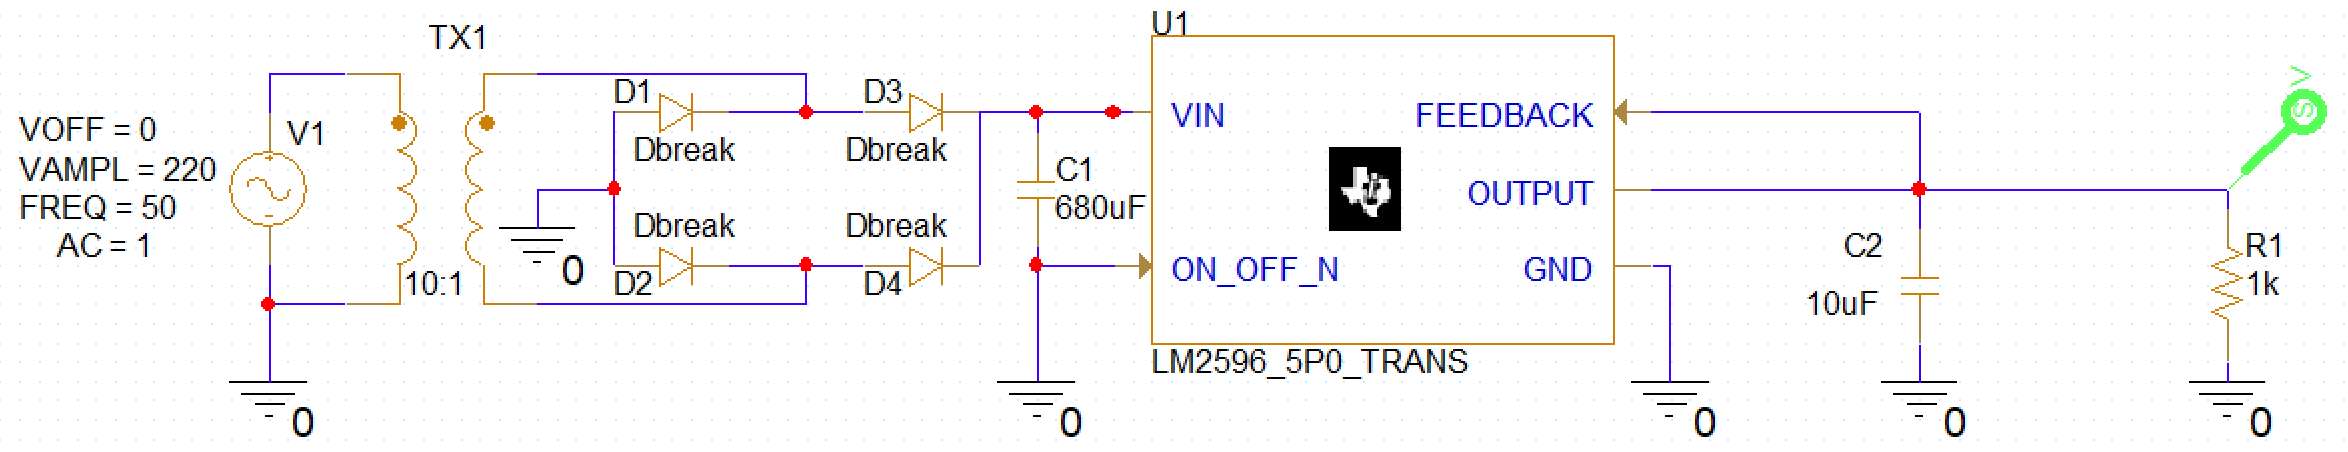 TX1
U1
VOFF = 0
VAMPL = 220
FREQ = 50
AC = 1
V1
10:1
D1
Dbreak
D3
Dbreak
Dbreak
D2
Dbreak
D4
0
0
C1
680uF
0
VIN
FEEDBACK
OUTPUT
ON_OFF_N
GND
LM2596_5P0_TRANS
0
C2
10uF
0
R1
1k
0
V
S